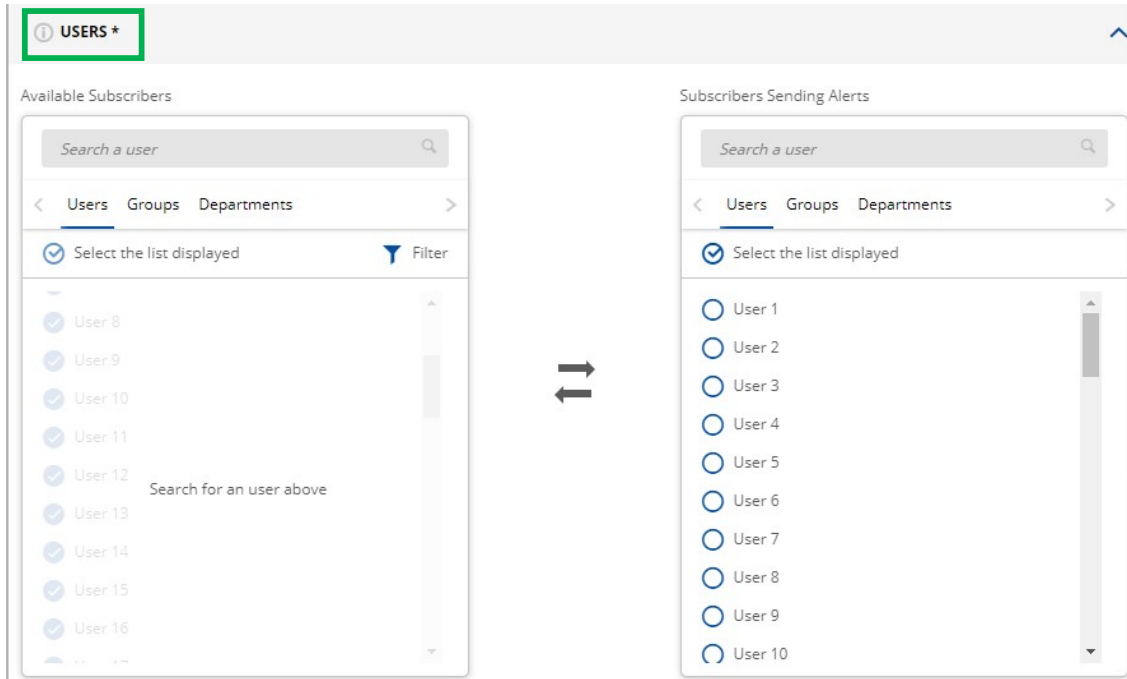 USERS *
Available Subscribers
Search a user
Users Groups Departments
Select the list displayed Filter
User 8
User 9
User 10
User 11
User 12
Search for an user above
User 13
User 14
User 15
User 16
Subscribers Sending Alerts
Search a user
Users Groups Departments
Select the list displayed
User 1
User 2
User 3
User 4
User 5
User 6
User 7
User 8
User 9
User 10